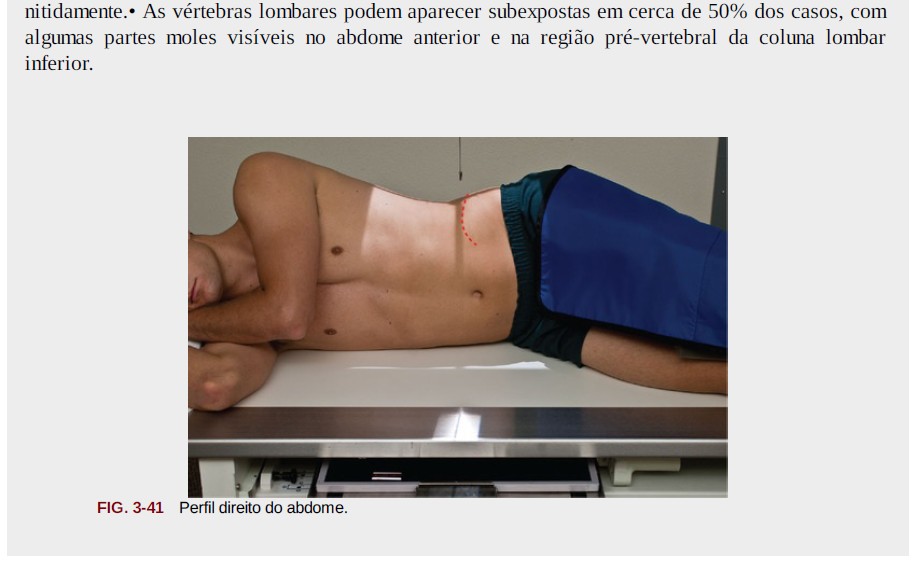 nitidamente.• As vértebras lombares podem aparecer subexpostas em cerca de 50% dos casos, com
algumas partes moles visíveis no abdome anterior e na região pré-vertebral da coluna lombar
inferior.
FIG. 3-41 Perfil direito do abdome.